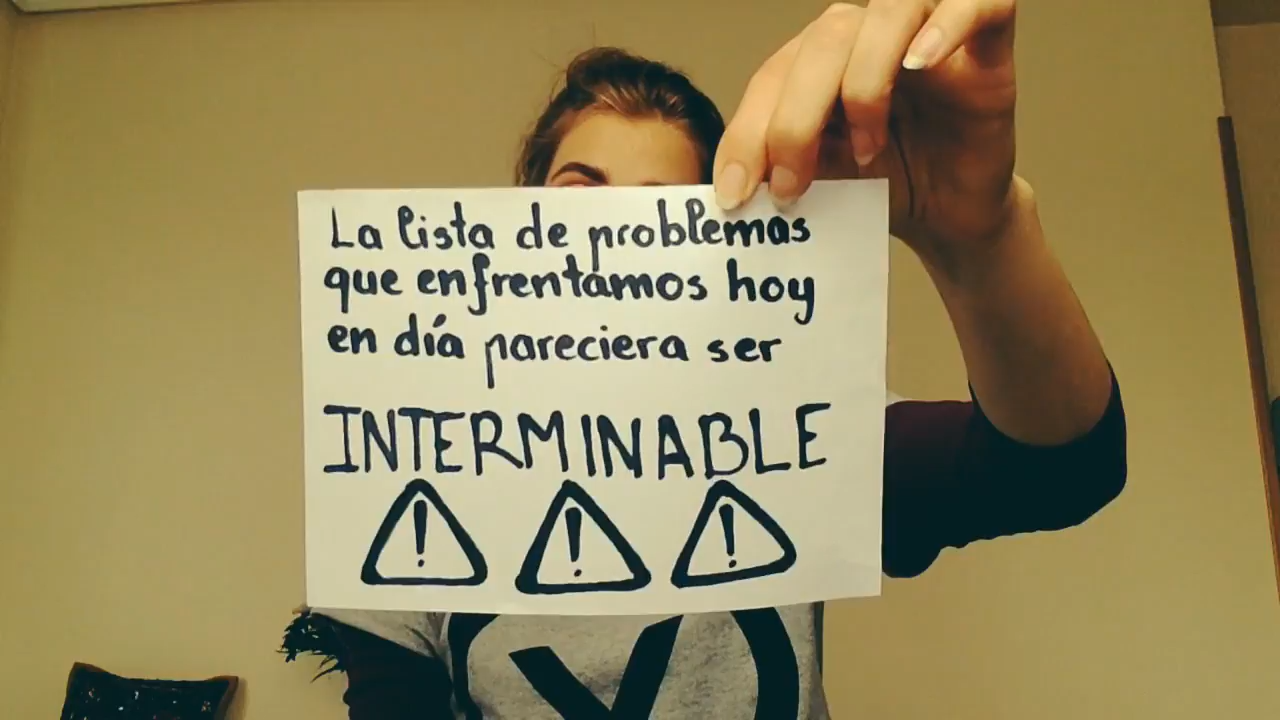 La lista de problemas
que enfrentamos hoy
en día pareciera ser
INTERMINABLE
! ! !
V